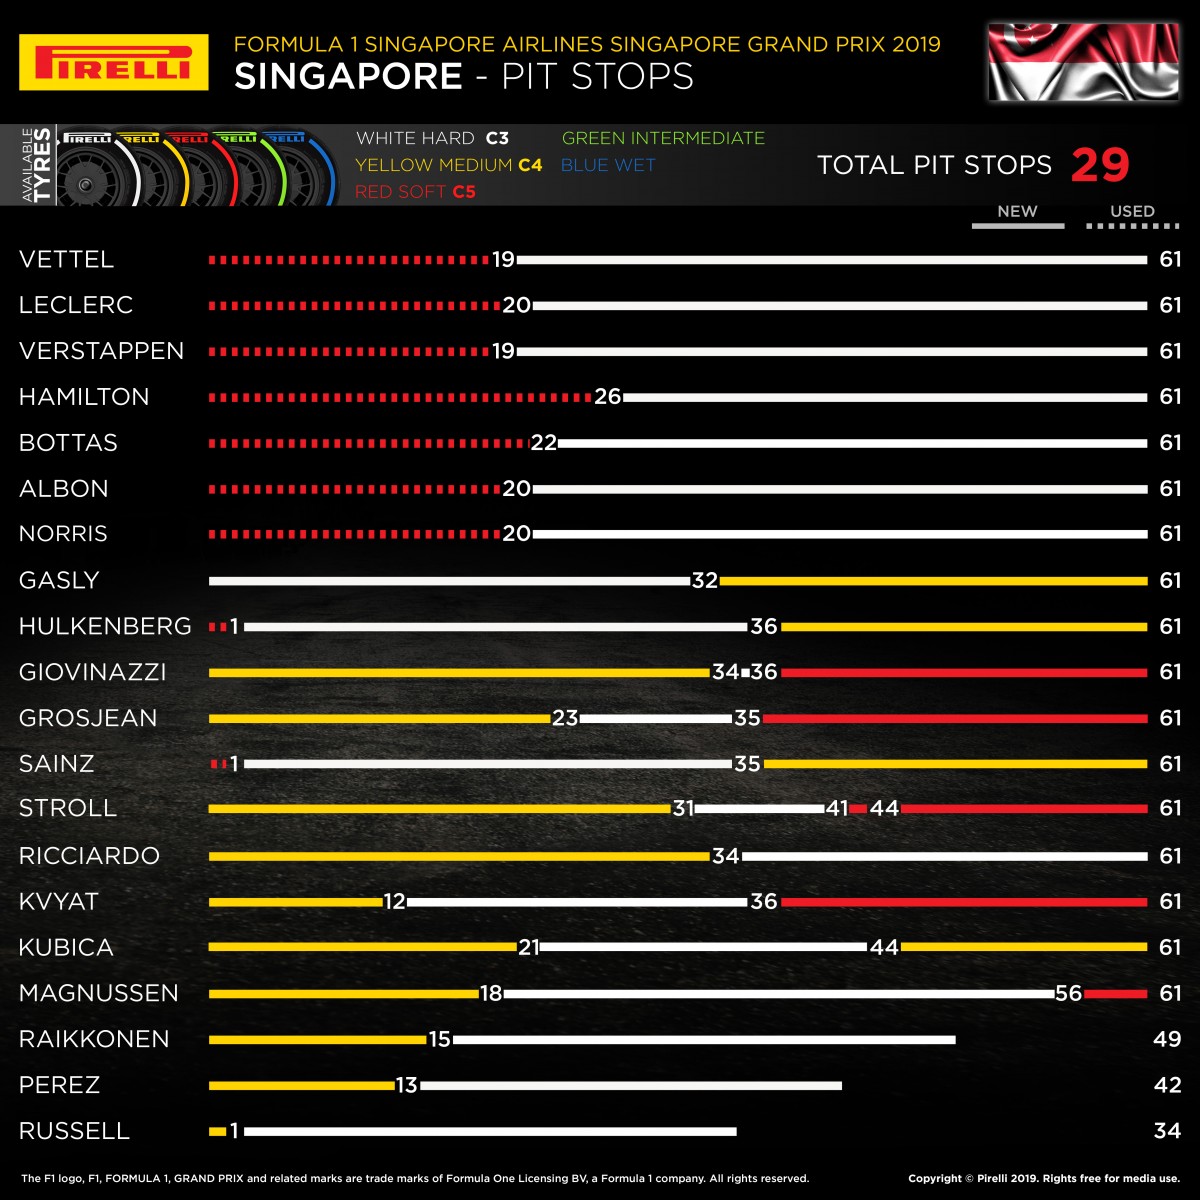 PIRELLI
FORMULA 1 SINGAPORE AIRLINES SINGAPORE GRAND PRIX 2019
SINGAPORE - PIT STOPS
AVAILABLE
TYRES
PIRELLI PIRELLI PIRELLI PIRELLI PIRELLI
WHITE HARD C3 GREEN INTERMEDIATE
YELLOW MEDIUM C4 BLUE WET
RED SOFT C5
TOTAL PIT STOPS 29
NEW USED
VETTEL 19 61
LECLERC 20 61
VERSTAPPEN 19 61
HAMILTON 26 61
BOTTAS 22 61
ALBON 20 61
NORRIS 20 61
GASLY 32 61
HULKENBERG 1 36 61
GIOVINAZZI 34 36 61
GROSJEAN 23 35 61
SAINZ 1 35 61
STROLL 31 41 44 61
RICCIARDO 34 61
KVYAT 12 36 61
KUBICA 21 44 61
MAGNUSSEN 18 56 61
RAIKKONEN 15 49
PEREZ 13 42
RUSSELL 1 34
The F1 logo, F1, FORMULA 1, GRAND PRIX and related marks are trade marks of Formula One Licensing BV, a Formula 1 company. All rights reserved.
Copyright © Pirelli 2019. Rights free for media use.